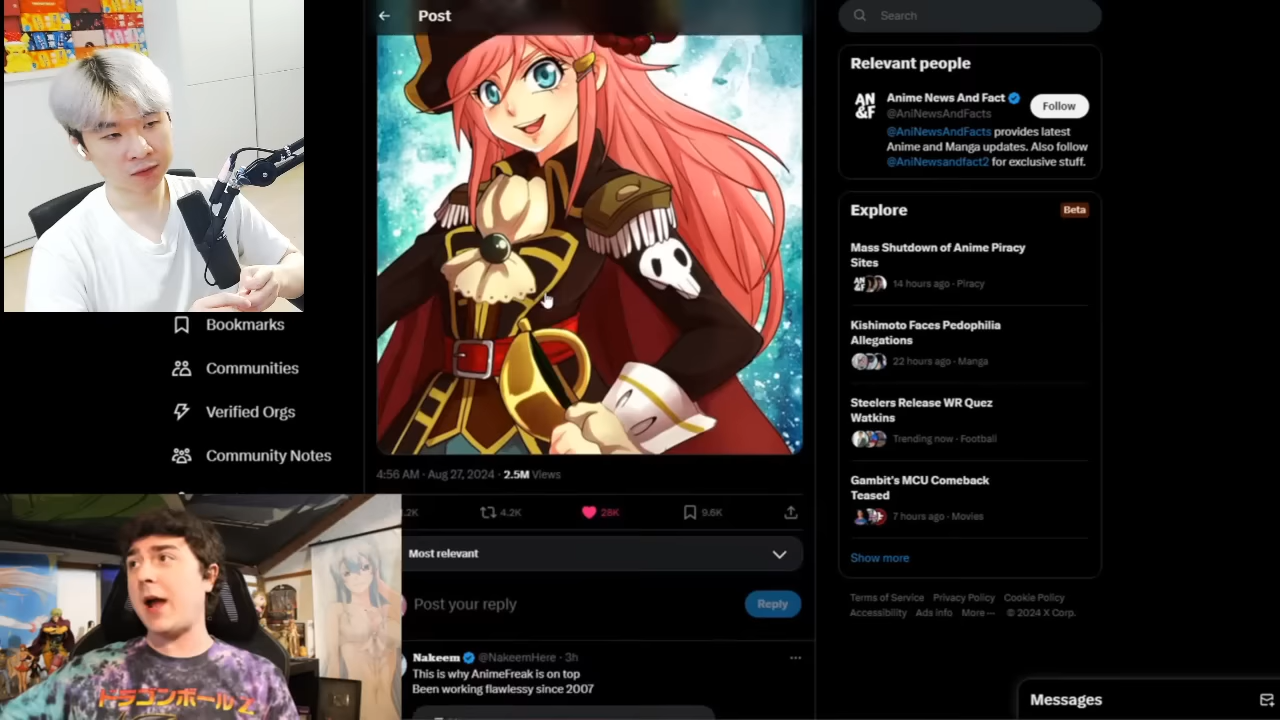 Post
Search
Relevant people
Anime News And Fact
@AniNewsAndFacts
Follow
@AniNewsAndFacts provides latest
Anime and Manga updates. Also follow
@AniNewsandfact2 for exclusive stuff.
Explore
Beta
Mass Shutdown of Anime Piracy
Sites
14 hours ago · Piracy
Kishimoto Faces Pedophilia
Allegations
22 hours ago · Manga
Steelers Release WR Quez
Watkins
Trending now · Football
Gambit's MCU Comeback
Teased
7 hours ago · Movies
Show more
Terms of Service Privacy Policy Cookie Policy
Accessibility Ads info More ··· © 2024 X Corp.
Bookmarks
Communities
Verified Orgs
Community Notes
4:56 AM · Aug 27, 2024 · 2.5M Views
.2K 4.2K 28K 9.6K
Most relevant
Post your reply
Reply
Nakeem @NakeemHere · 3h
This is why AnimeFreak is on top
Been working flawlessy since 2007
ドラゴンボールZ
Messages
AN
&F